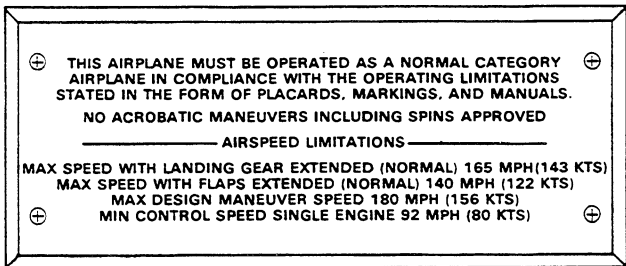 THIS AIRPLANE MUST BE OPERATED AS A NORMAL CATEGORY
AIRPLANE IN COMPLIANCE WITH THE OPERATING LIMITATIONS
STATED IN THE FORM OF PLACARDS, MARKINGS, AND MANUALS.
NO ACROBATIC MANEUVERS INCLUDING SPINS APPROVED
AIRSPEED LIMITATIONS
MAX SPEED WITH LANDING GEAR EXTENDED (NORMAL) 165 MPH(143 KTS)
MAX SPEED WITH FLAPS EXTENDED (NORMAL) 140 MPH (122 KTS)
MAX DESIGN MANEUVER SPEED 180 MPH (156 KTS)
MIN CONTROL SPEED SINGLE ENGINE 92 MPH (80 KTS)